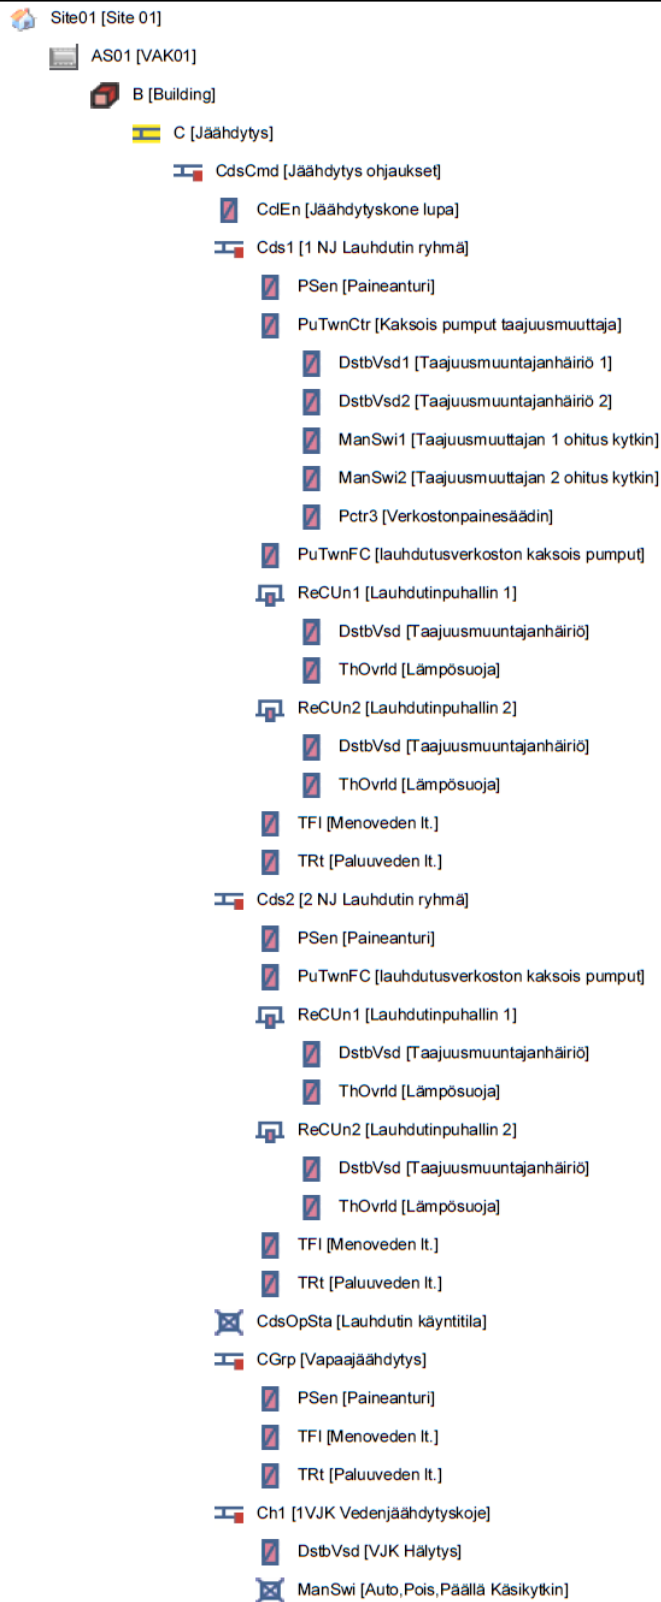 Site01 [Site 01]
AS01 [VAK01]
B [Building]
C [Jäähdytys]
CdsCmd [Jäähdytys ohjaukset]
CclEn [Jäähdytyskone lupa]
Cds1 [1 NJ Lauhdutin ryhmä]
PSen [Paineanturi]
PuTwnCtr [Kaksois pumput taajuusmuuttaja]
DstbVsd1 [Taajuusmuuntajanhäiriö 1]
DstbVsd2 [Taajuusmuuntajanhäiriö 2]
ManSwi1 [Taajuusmuuttajan 1 ohitus kytkin]
ManSwi2 [Taajuusmuuttajan 2 ohitus kytkin]
Pctr3 [Verkostonpainesäädin]
PuTwnFC [lauhdutusverkoston kaksois pumput]
ReCUn1 [Lauhdutinpuhallin 1]
DstbVsd [Taajuusmuuntajanhäiriö]
ThOvrld [Lämpösuoja]
ReCUn2 [Lauhdutinpuhallin 2]
DstbVsd [Taajuusmuuntajanhäiriö]
ThOvrld [Lämpösuoja]
TFl [Menoveden lt.]
TRt [Paluuveden lt.]
Cds2 [2 NJ Lauhdutin ryhmä]
PSen [Paineanturi]
PuTwnFC [lauhdutusverkoston kaksois pumput]
ReCUn1 [Lauhdutinpuhallin 1]
DstbVsd [Taajuusmuuntajanhäiriö]
ThOvrld [Lämpösuoja]
ReCUn2 [Lauhdutinpuhallin 2]
DstbVsd [Taajuusmuuntajanhäiriö]
ThOvrld [Lämpösuoja]
TFl [Menoveden lt.]
TRt [Paluuveden lt.]
CdsOpSta [Lauhdutin käyntitila]
CGrp [Vapaajäähdytys]
PSen [Paineanturi]
TFl [Menoveden lt.]
TRt [Paluuveden lt.]
Ch1 [1VJK Vedenjäähdytyskoje]
DstbVsd [VJK Hälytys]
ManSwi [Auto,Pois,Päällä Käsikytkin]